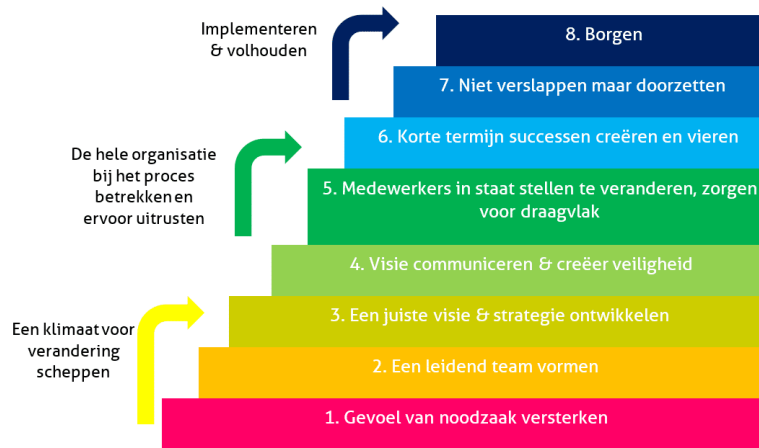 Implementeren
& volhouden
8. Borgen
7. Niet verslappen maar doorzetten
6. Korte termijn successen creëren en vieren
De hele organisatie
bij het proces
betrekken en
ervoor uitrusten
5. Medewerkers in staat stellen te veranderen, zorgen
voor draagvlak
4. Visie communiceren & creëer veiligheid
3. Een juiste visie & strategie ontwikkelen
Een klimaat voor
verandering
scheppen
2. Een leidend team vormen
1. Gevoel van noodzaak versterken